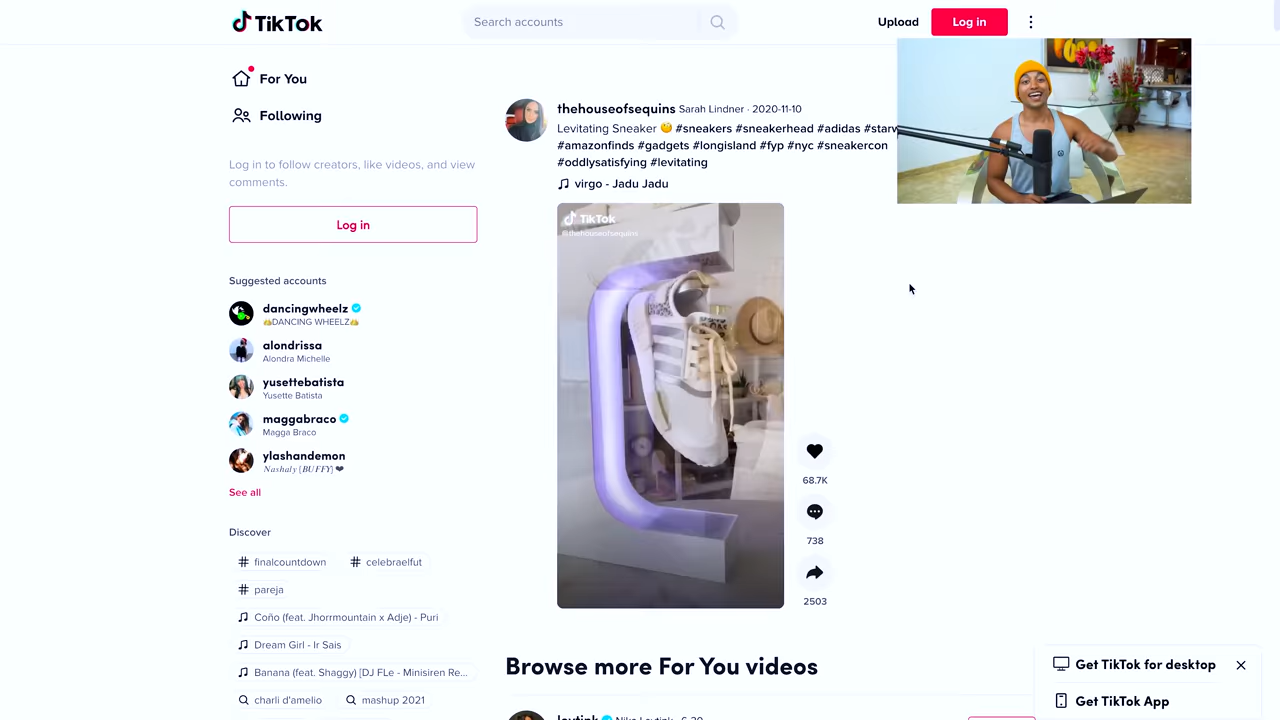 TikTok
Search accounts
Upload
Log in
For You
Following
Log in to follow creators, like videos, and view
comments.
Log in
Suggested accounts
dancingwheelz
👑DANCING WHEELZ👑
alondrissa
Alondra Michelle
yusettebatista
Yusette Batista
maggabraco
Magga Braco
ylashandemon
Nashaly [BUFFY] ❤
See all
Discover
# finalcountdown
# celebraelfut
# pareja
Coño (feat. Jhorrmountain x Adje) - Puri
Dream Girl - Ir Sais
Banana (feat. Shaggy) [DJ FLe - Minisiren Re...
charli d'amelio
mashup 2021
thehouseofsequins Sarah Lindner · 2020-11-10
Levitating Sneaker 🧐 #sneakers #sneakerhead #adidas #starw
#amazonfinds #gadgets #longisland #fyp #nyc #sneakercon
#oddlysatisfying #levitating
virgo - Jadu Jadu
TikTok
@thehouseofsequins
68.7K
738
2503
Browse more For You videos
Get TikTok for desktop
Get TikTok App